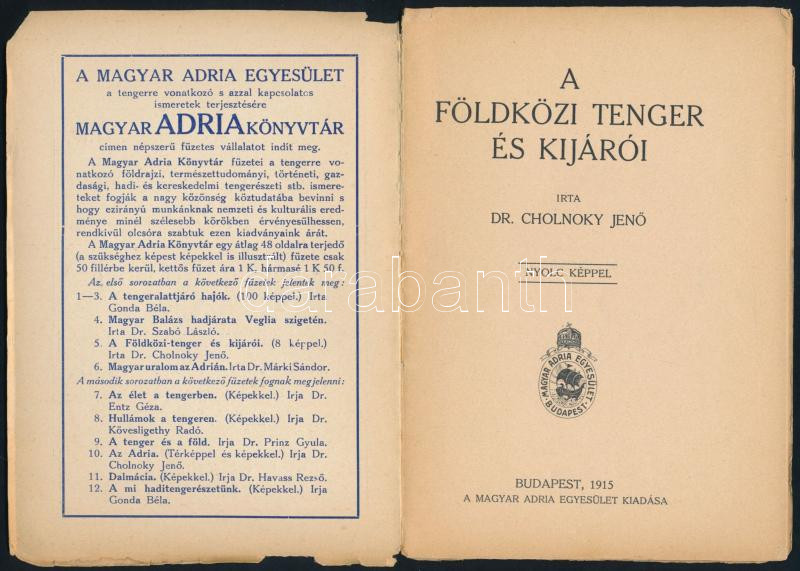 A MAGYAR ADRIA EGYESÜLET
a tengerre vonatkozó s azzal kapcsolatos
ismeretek terjesztésére
MAGYAR ADRIA KÖNYVTÁR
cimen népszerű füzetes vállalatot indít meg.
A Magyar Adria Könyvtár füzetei a tengerre vo-
natkozó földrajzi, természettudományi, történeti, gaz-
dasági, hadi- és kereskedelmi tengerészeti stb. ismere-
teket fogják a nagy közönség köztudatába bevinni s
hogy ezirányú munkánknak nemzeti és kulturális ered-
ménye minél szélesebb körökben érvényesülhessen,
rendkivül olcsóra szabtuk ezen kiadványaink árát.
A Magyar Adria Könyvtár egy átlag 48 oldalra terjedő
(a szükséghez képest képekkel is illusztrált) füzete csak
50 fillérbe kerül, kettős füzet ára 1 K, hármasé 1 K 50 f.
Az első sorozatban a következő füzetek jelentek meg:
1—3. A tengeralattjáró hajók. (100 képpel.) Irta
Gonda Béla.
4. Magyar Balázs hadjárata Veglia szigetén.
Irta Dr. Szabó László.
5. A Földközi-tenger és kijárói. (8 képpel.)
Irta Dr. Cholnoky Jenő.
6. Magyar uralom az Adrián. Irta Dr. Márki Sándor.
A második sorozatban a következő füzetek fognak megjelenni:
7. Az élet a tengerben. (Képekkel.) Irja Dr.
Entz Géza.
8. Hullámok a tengeren. (Képekkel.) Irja Dr.
Kövesligethy Radó.
9. A tenger és a föld. Irja Dr. Prinz Gyula.
10. Az Adria. (Térképpel és képekkel.) Irja Dr.
Cholnoky Jenő.
11. Dalmácia. (Képekkel.) Irja Dr. Havass Rezső.
12. A mi haditengerészetünk. (Képekkel.) Irja
Gonda Béla.
A
FÖLDKÖZI TENGER
ÉS KIJÁRÓI
IRTA
DR. CHOLNOKY JENŐ
NYOLC KÉPPEL
MAGYAR ADRIA EGYESÜLET
BUDAPEST
BUDAPEST, 1915
A MAGYAR ADRIA EGYESÜLET KIADÁSA
darabanth